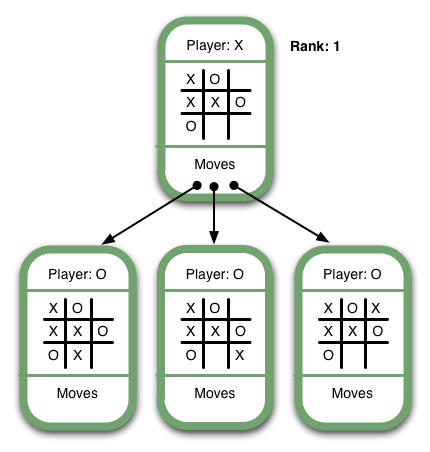 Player: X
Rank: 1
X O
X X O
O
Moves
Player: O
X O
X X O
O X
Moves
Player: O
X O
X X O
O X
Moves
Player: O
X O X
X X O
O
Moves